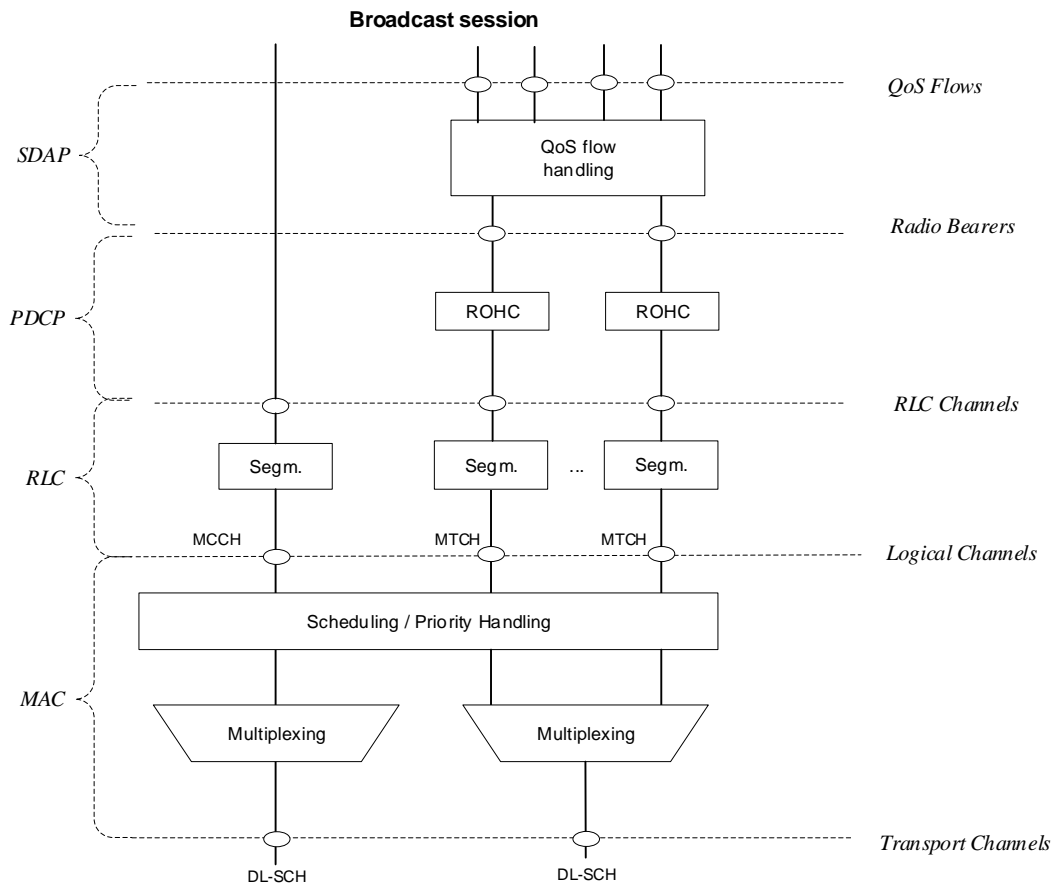 Broadcast session
QoS Flows
QoS flow
handling
SDAP
Radio Bearers
ROHC
ROHC
PDCP
RLC Channels
Segm.
Segm.
...
Segm.
RLC
MCCH
MTCH
MTCH
Logical Channels
Scheduling / Priority Handling
MAC
Multiplexing
Multiplexing
Transport Channels
DL-SCH
DL-SCH